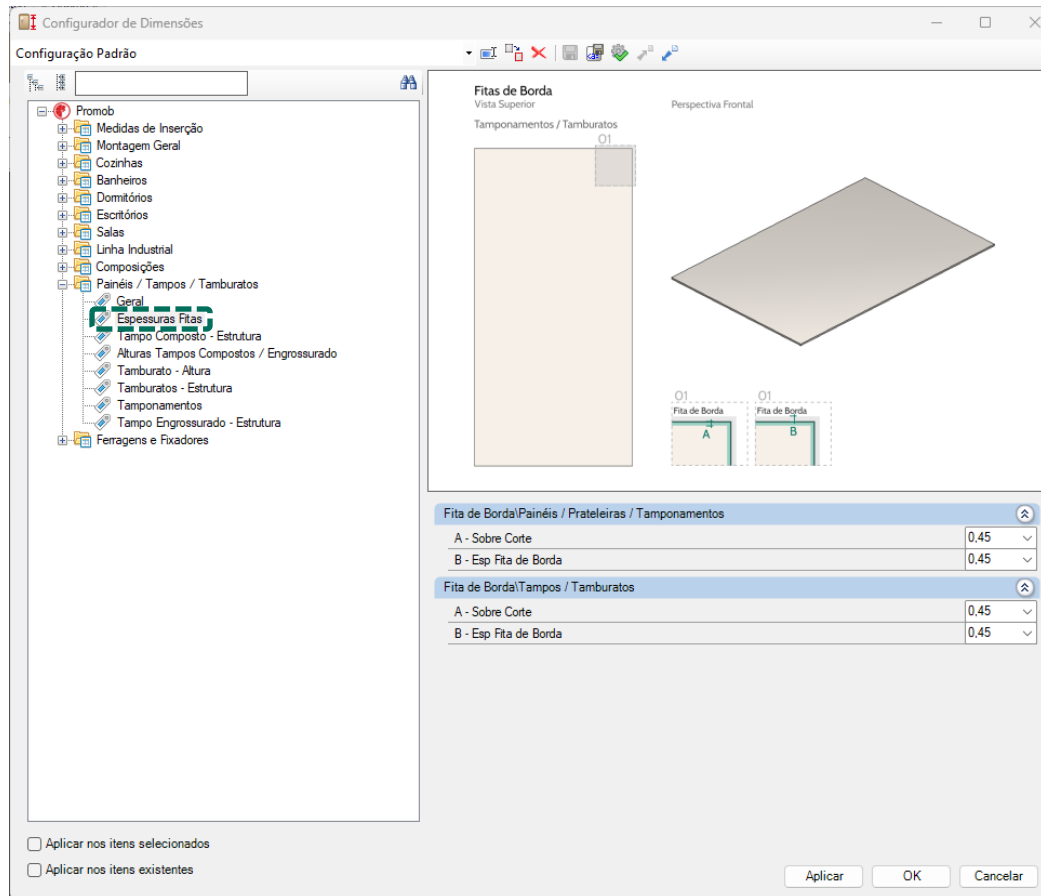 Configurador de Dimensões
Configuração Padrão
Promob
Medidas de Inserção
Montagem Geral
Cozinhas
Banheiros
Dormitórios
Escritórios
Salas
Linha Industrial
Composições
Painéis / Tampos / Tamburatos
Geral
Espessuras Fitas
Tampo Composto - Estrutura
Alturas Tampos Compostos / Engrossurado
Tamburato - Altura
Tamburatos - Estrutura
Tamponamentos
Tampo Engrossurado - Estrutura
Ferragens e Fixadores
Fitas de Borda
Vista Superior Perspectiva Frontal
Tamponamentos / Tamburatos
01
01 01
Fita de Borda Fita de Borda
A B
Fita de Borda\Painéis / Prateleiras / Tamponamentos
A - Sobre Corte 0,45
B - Esp Fita de Borda 0,45
Fita de Borda\Tampos / Tamburatos
A - Sobre Corte 0,45
B - Esp Fita de Borda 0,45
Aplicar nos itens selecionados
Aplicar nos itens existentes
Aplicar OK Cancelar